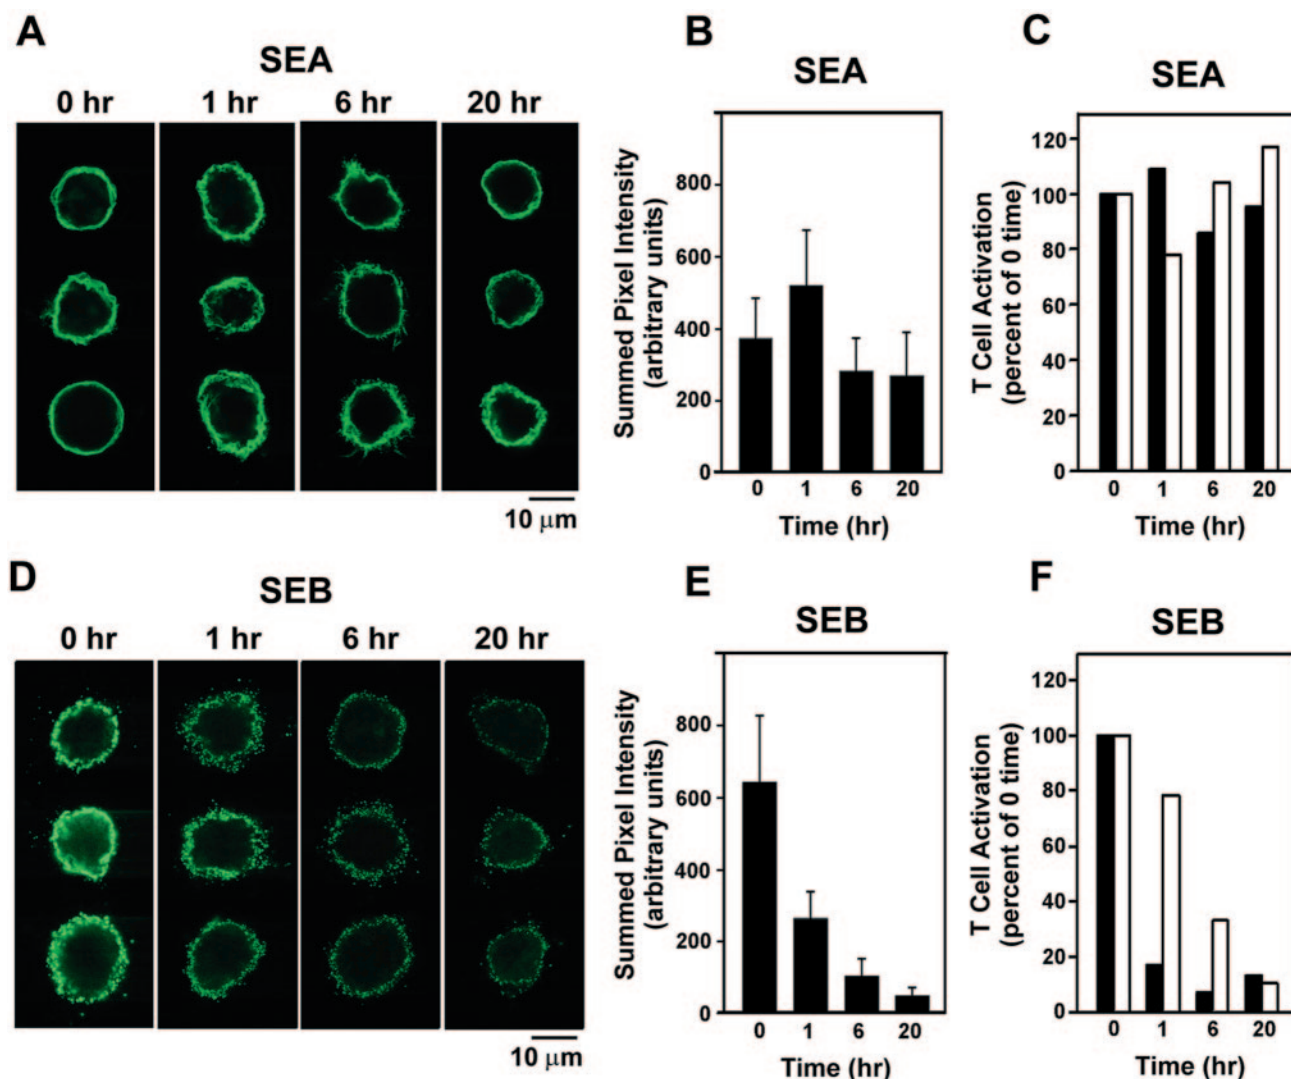 A
SEA
0 hr
1 hr
6 hr
20 hr
10 μm
B
SEA
Summed Pixel Intensity
(arbitrary units)
800
600
400
200
0
0 1 6 20
Time (hr)
C
SEA
T Cell Activation
(percent of 0 time)
120
100
80
60
40
20
0
0 1 6 20
Time (hr)
D
SEB
0 hr
1 hr
6 hr
20 hr
10 μm
E
SEB
Summed Pixel Intensity
(arbitrary units)
800
600
400
200
0
0 1 6 20
Time (hr)
F
SEB
T Cell Activation
(percent of 0 time)
120
100
80
60
40
20
0
0 1 6 20
Time (hr)